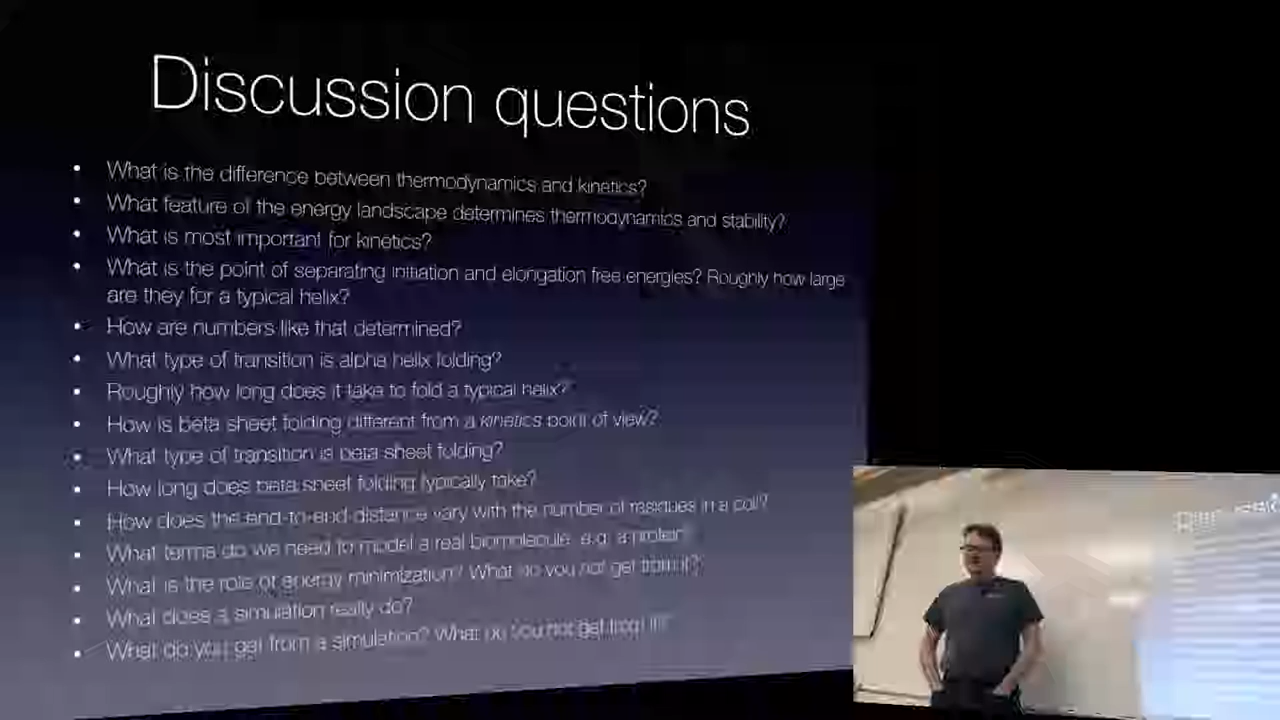 Discussion questions
• What is the difference between thermodynamics and kinetics?
• What feature of the energy landscape determines thermodynamics and stability?
• What is most important for kinetics?
• What is the point of separating initiation and elongation free energies? Roughly how large
are they for a typical helix?
• How are numbers like that determined?
• What type of transition is alpha helix folding?
• Roughly how long does it take to fold a typical helix?
• How is beta sheet folding different from a kinetics point of view?
• What type of transition is beta sheet folding?
• How long does beta sheet folding typically take?
• How does the end-to-end-distance vary with the number of residues in a coil?
• What terms do we need to model a real biomolecule, e.g. a protein?
• What is the role of energy minimization? What do you not get from it?
• What does a simulation really do?
• What do you get from a simulation? What do you not get from it?